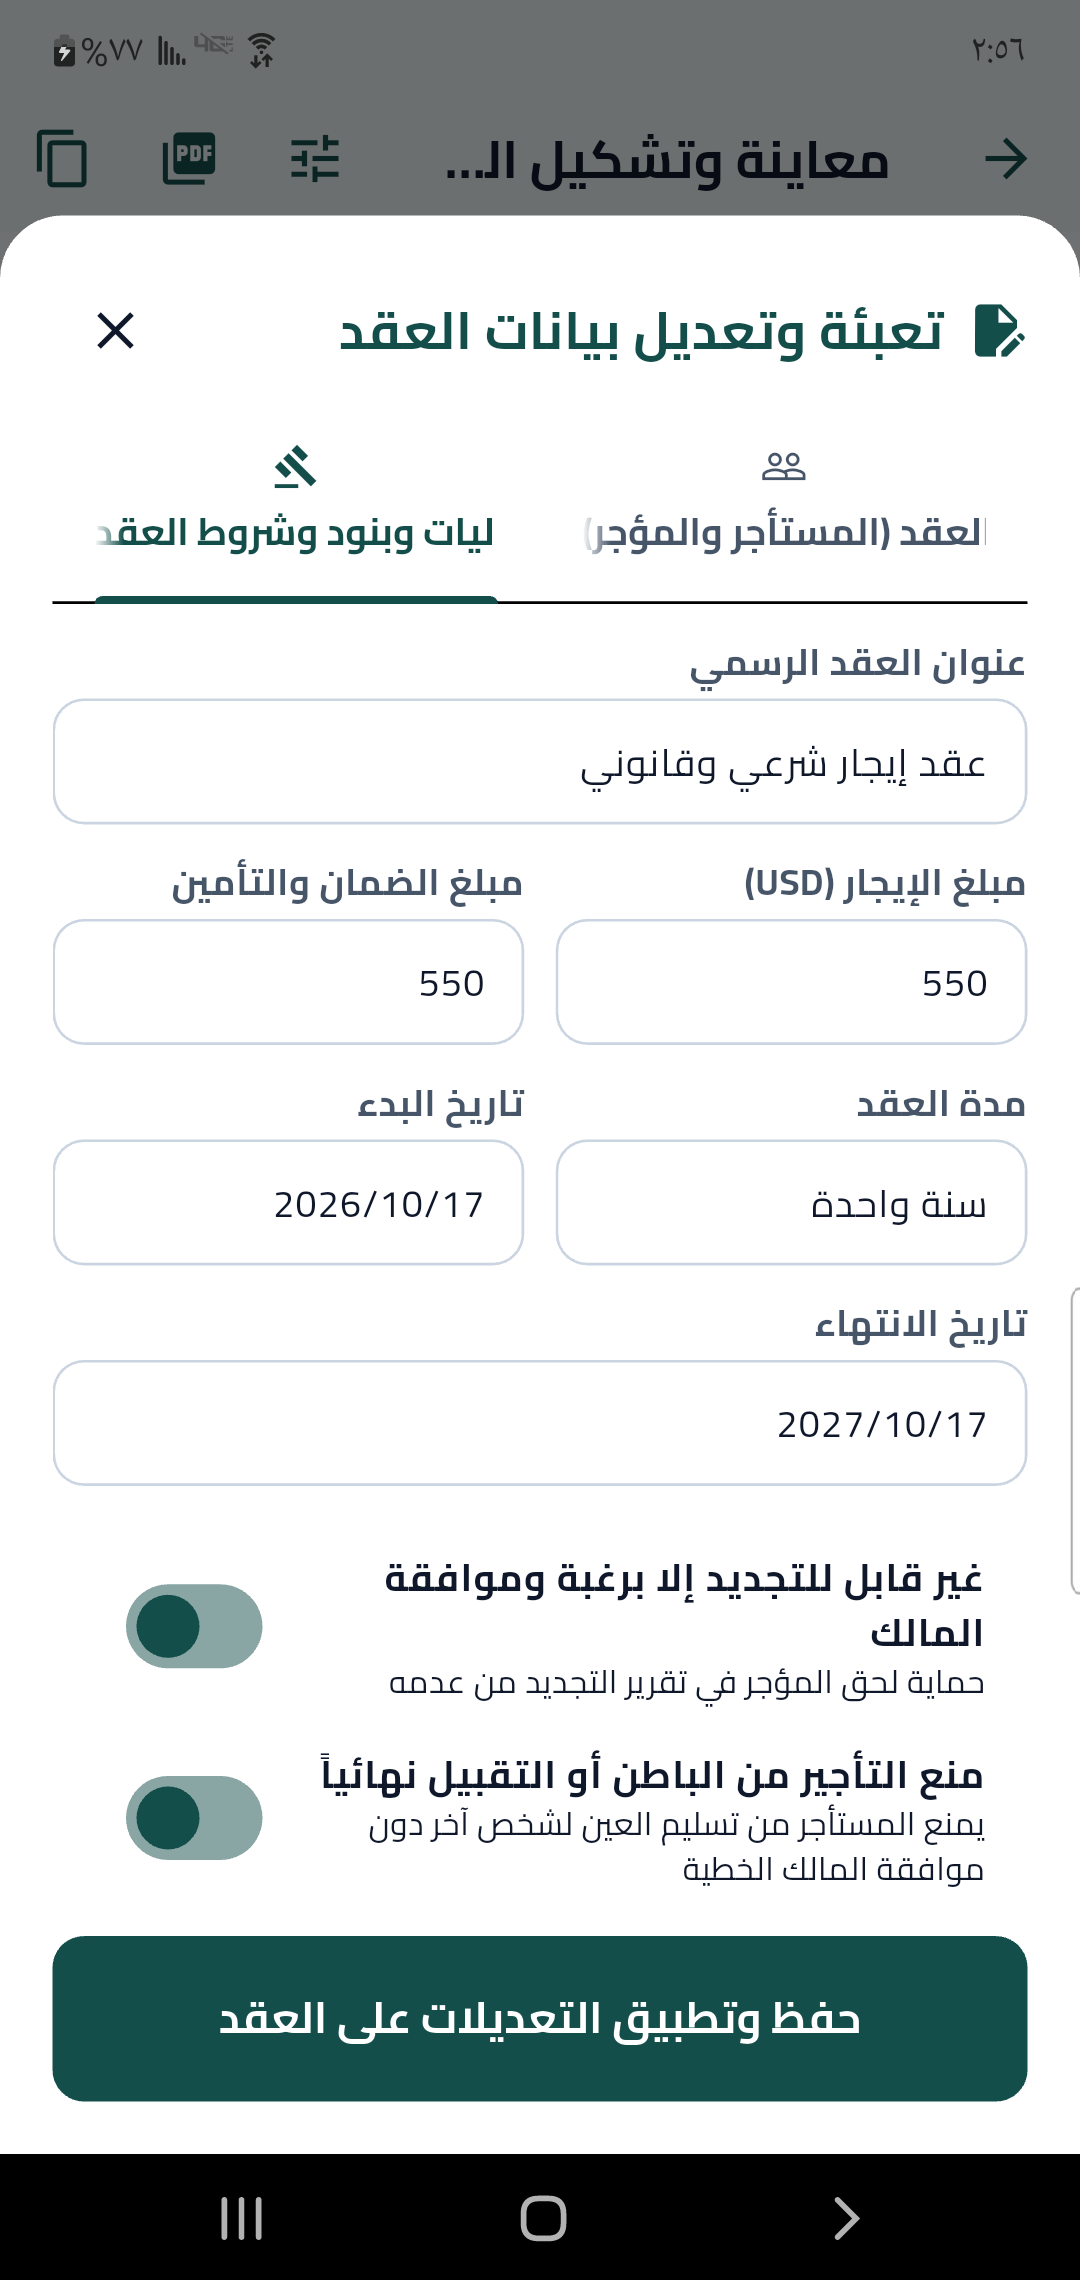 ٢:٥٦
%٧٧
معاينة وتشكيل الـ...
PDF
تعبئة وتعديل بيانات العقد
العقد (المستأجر والمؤجر)
ليات وبنود وشروط العقد
عنوان العقد الرسمي
عقد إيجار شرعي وقانوني
مبلغ الإيجار (USD)
مبلغ الضمان والتأمين
550
550
مدة العقد
تاريخ البدء
سنة واحدة
2026/10/17
تاريخ الانتهاء
2027/10/17
غير قابل للتجديد إلا برغبة وموافقة
المالك
حماية لحق المؤجر في تقرير التجديد من عدمه
منع التأجير من الباطن أو التقبيل نهائياً
يمنع المستأجر من تسليم العين لشخص آخر دون
موافقة المالك الخطية
حفظ وتطبيق التعديلات على العقد